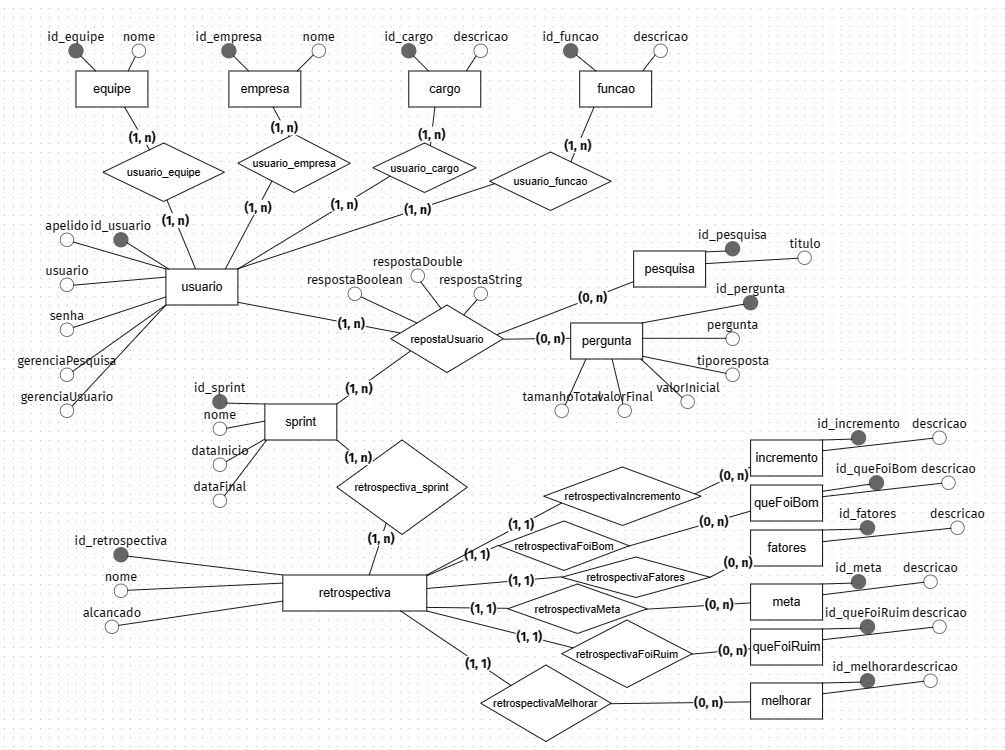 id_equipe
nome
id_empresa
nome
id_cargo
descricao
id_funcao
descricao
equipe
empresa
cargo
funcao
(1, n)
(1, n)
(1, n)
(1, n)
usuario_equipe
usuario_empresa
usuario_cargo
usuario_funcao
(1, n)
(1, n)
(1, n)
(1, n)
apelido
id_usuario
usuario
senha
gerenciaPesquisa
gerenciaUsuario
usuario
respostaBoolean
respostaDouble
respostaString
(1, n)
repostaUsuario
(0, n)
pesquisa
id_pesquisa
titulo
(0, n)
pergunta
id_pergunta
pergunta
tiporesposta
valorInicial
valorFinal
tamanhoTotal
(1, n)
id_sprint
nome
dataInicio
dataFinal
sprint
(1, n)
retrospectiva_sprint
(1, n)
id_retrospectiva
nome
alcancado
retrospectiva
(1, 1)
retrospectivaIncremento
(0, n)
incremento
id_incremento
descricao
(1, 1)
retrospectivaFoiBom
(0, n)
queFoiBom
id_queFoiBom
descricao
(1, 1)
retrospectivaFatores
(0, n)
fatores
id_fatores
descricao
(1, 1)
retrospectivaMeta
(0, n)
meta
id_meta
descricao
(1, 1)
retrospectivaFoiRuim
(0, n)
queFoiRuim
id_queFoiRuim
descricao
(1, 1)
retrospectivaMelhorar
(0, n)
melhorar
id_melhorar
descricao